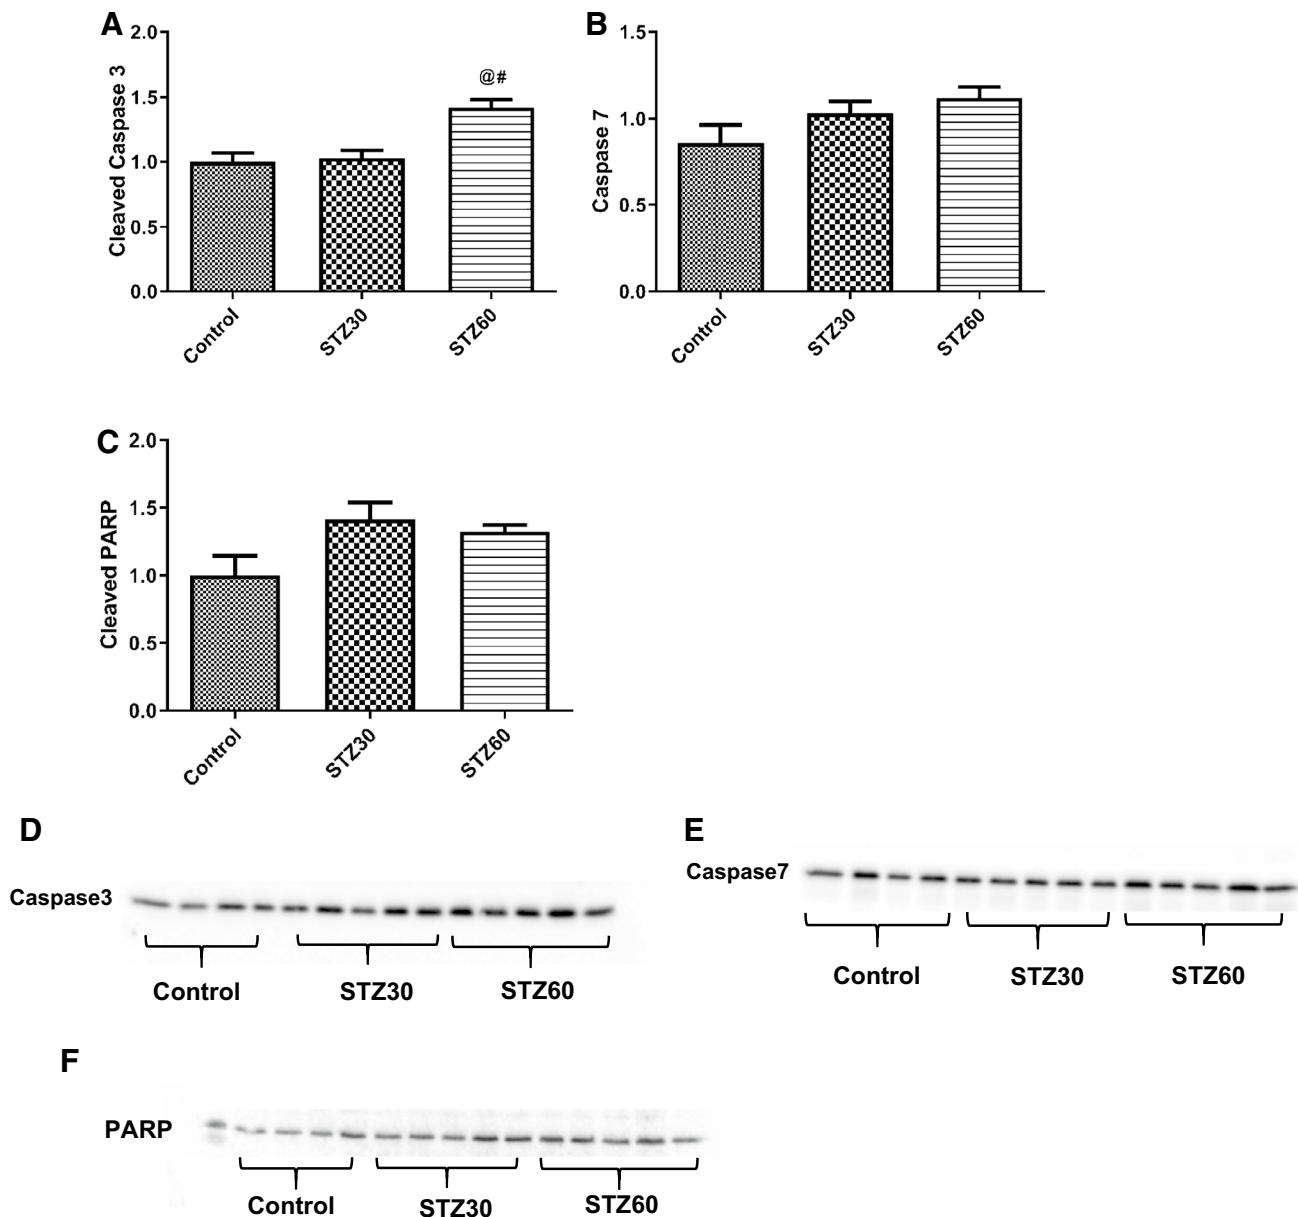 A
2.0
1.5
1.0
0.5
0.0
Cleaved Caspase 3
@#
Control
STZ30
STZ60
B
1.5
1.0
0.5
0.0
Caspase 7
Control
STZ30
STZ60
C
2.0
1.5
1.0
0.5
0.0
Cleaved PARP
Control
STZ30
STZ60
D
Caspase3
Control
STZ30
STZ60
E
Caspase7
Control
STZ30
STZ60
F
PARP
Control
STZ30
STZ60